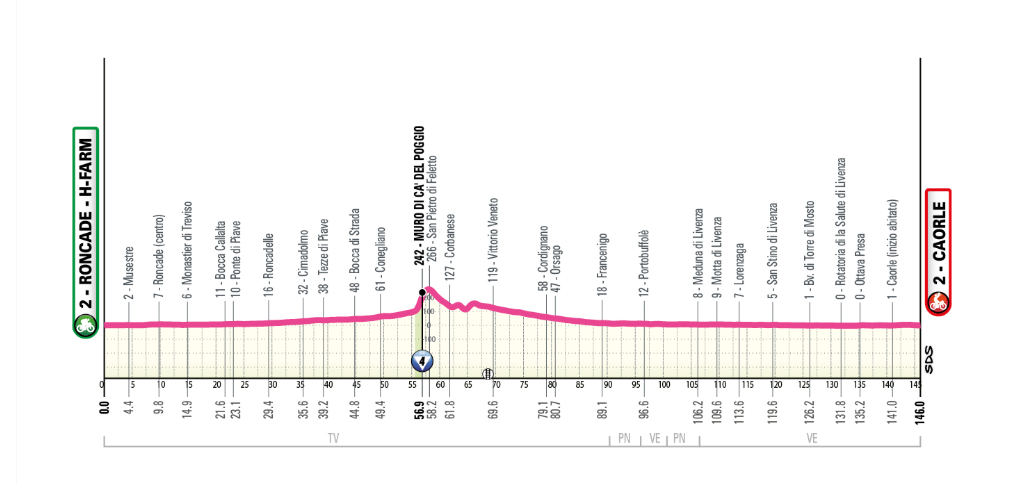 2 - RONCADE - H-FARM
2 - Musestre
7 - Roncade (centro)
6 - Monastier di Treviso
11 - Bocca Callalta
10 - Ponte di Piave
16 - Roncadelle
32 - Cimadolmo
38 - Tezze di Piave
48 - Bocca di Strada
61 - Conegliano
242 - MURO DI CA' DEL POGGIO
266 - San Pietro di Feletto
127 - Corbanese
119 - Vittorio Veneto
58 - Cordignano
47 - Orsago
18 - Francenigo
12 - Portobuffolè
8 - Meduna di Livenza
9 - Motta di Livenza
7 - Lorenzaga
5 - San Stino di Livenza
1 - Bv. di Torre di Mosto
0 - Rotatoria di la Salute di Livenza
0 - Ottava Presa
1 - Caorle (inizio abitato)
2 - CAORLE
200
100
0
-100
4
SDS
0 5 10 15 20 25 30 35 40 45 50 55 60 65 70 75 80 85 90 95 100 105 110 115 120 125 130 135 140 145
0.0 4.4 9.8 14.9 21.6 23.1 29.4 35.6 39.2 44.8 49.4 56.9 58.2 61.8 69.6 79.1 80.7 89.1 96.6 106.2 109.0 113.6 119.6 126.2 131.8 135.2 141.0 146.0
TV PN VE PN VE